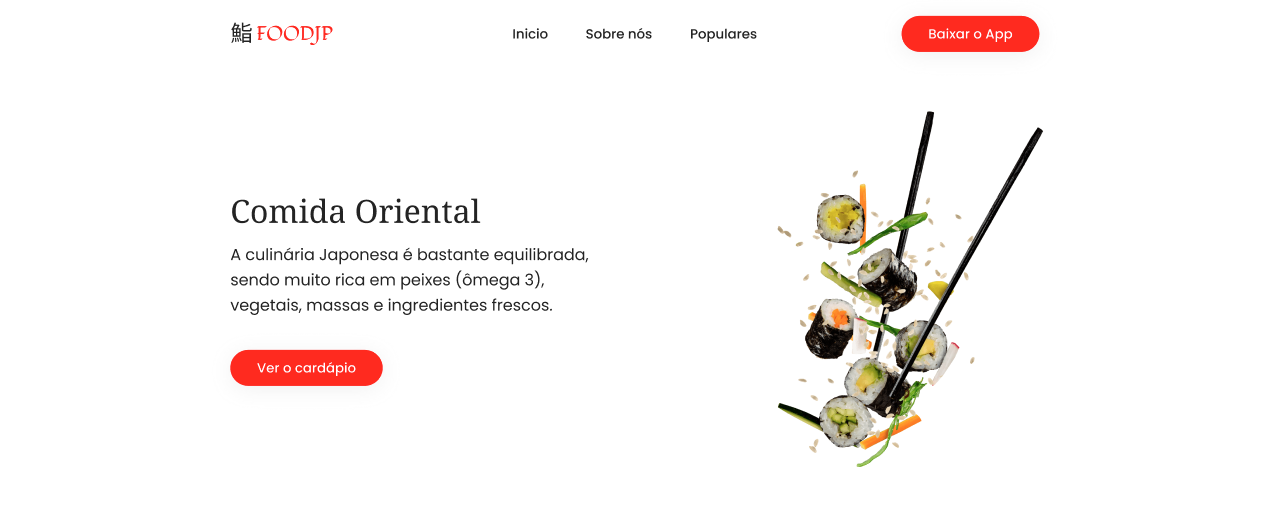 鮨 FOODJP
Inicio Sobre nós Populares
Baixar o App
Comida Oriental
A culinária Japonesa é bastante equilibrada,
sendo muito rica em peixes (ômega 3),
vegetais, massas e ingredientes frescos.
Ver o cardápio